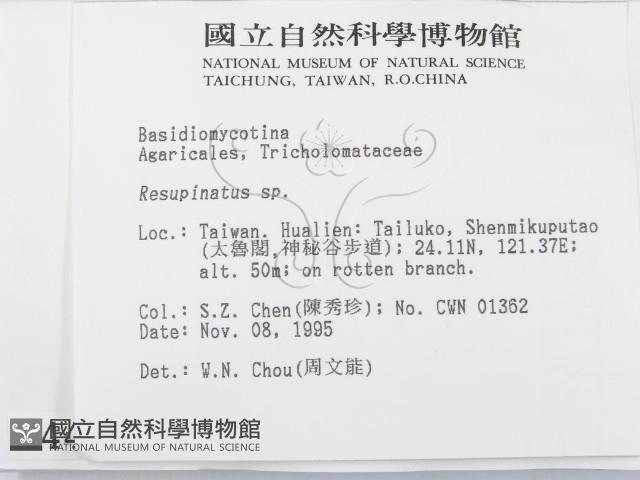 國立自然科學博物館
NATIONAL MUSEUM OF NATURAL SCIENCE
TAICHUNG, TAIWAN, R.O.CHINA
Basidiomycotina
Agaricales, Tricholomataceae
Resupinatus sp.
Loc.: Taiwan. Hualien: Tailuko, Shenmikuputao
(太魯閣,神秘谷步道); 24.11N, 121.37E;
alt. 50m; on rotten branch.
Col.: S.Z. Chen(陳秀珍); No. CWN 01362
Date: Nov. 08, 1995
Det.: W.N. Chou(周文能)
國立自然科學博物館
NATIONAL MUSEUM OF NATURAL SCIENCE